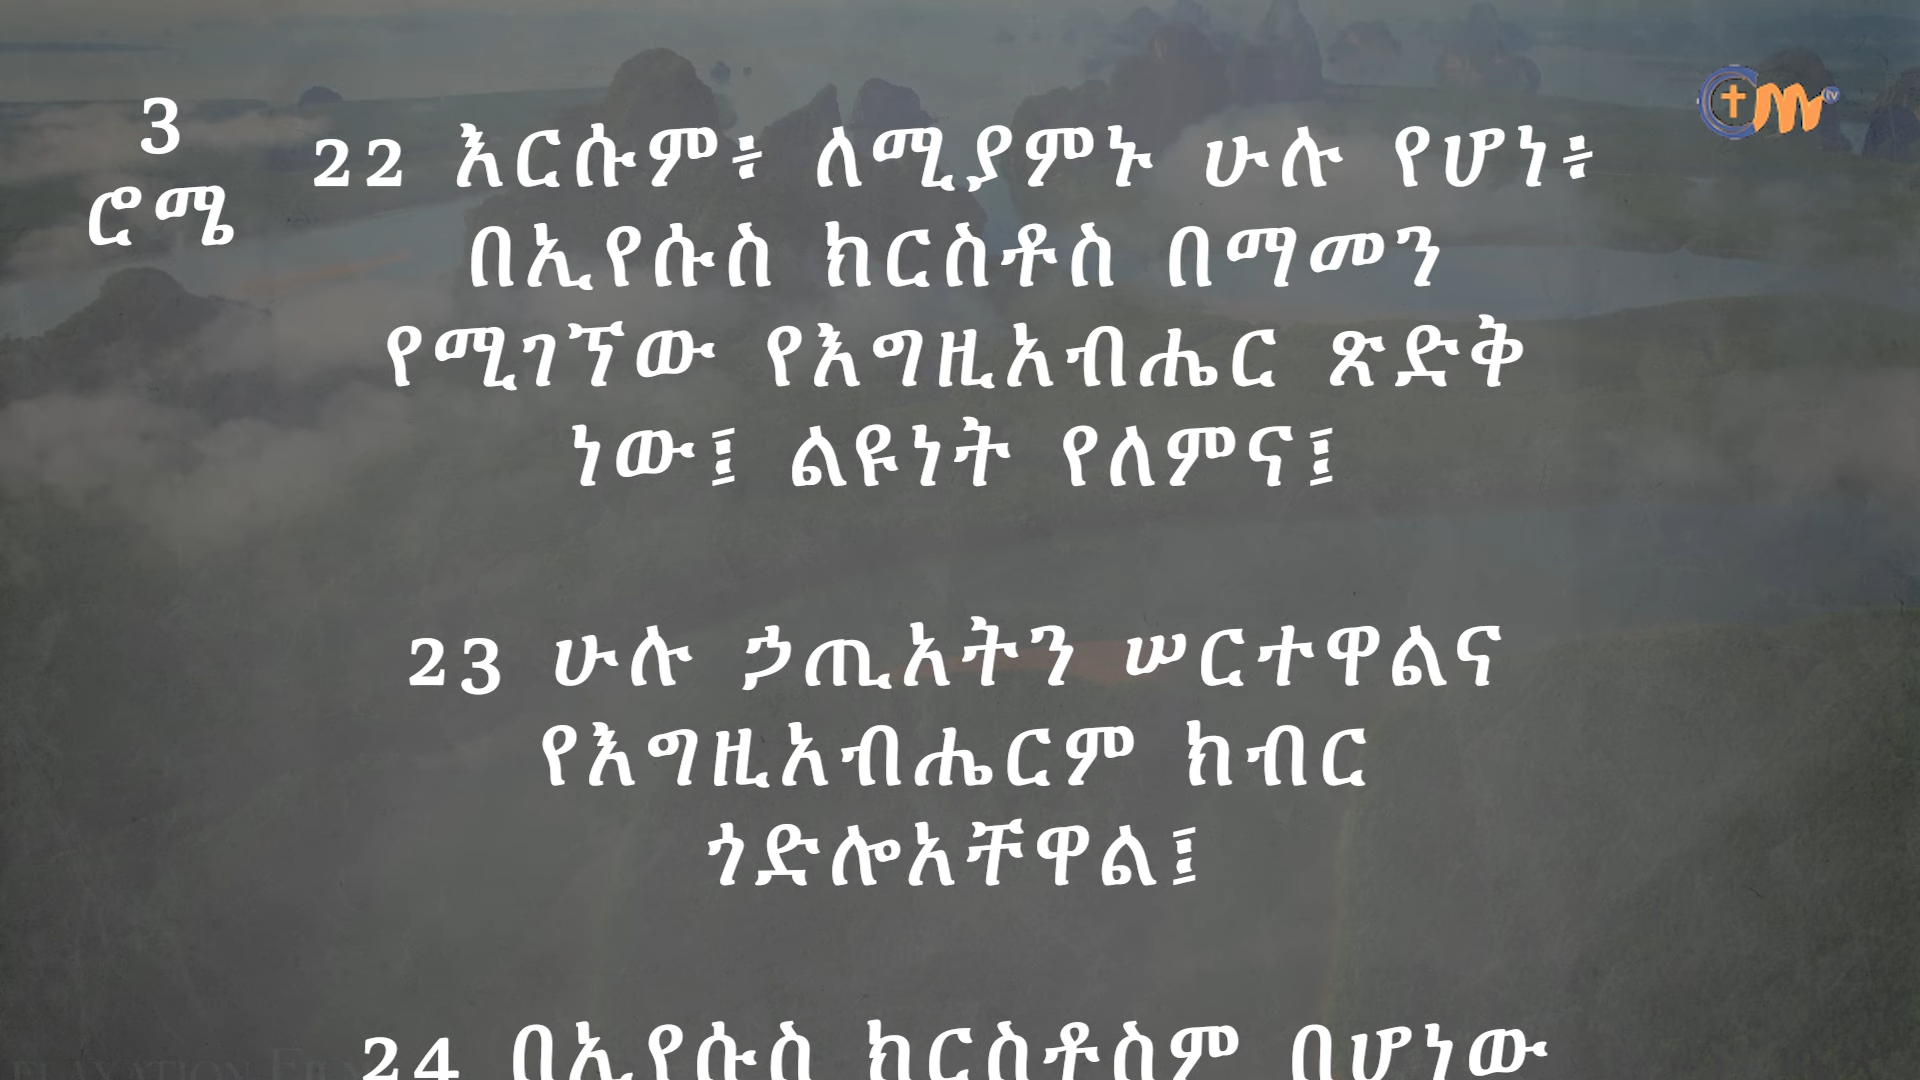 3
ሮሜ
22 እርሱም፥ ለሚያምኑ ሁሉ የሆነ፥
በኢየሱስ ክርስቶስ በማመን
የሚገኘው የእግዚአብሔር ጽድቅ
ነው፤ ልዩነት የለምና፤
23 ሁሉ ኃጢአትን ሠርተዋልና
የእግዚአብሔርም ክብር
ጎድሎአቸዋል፤
24 በኢየሱስ ክርስቶስም በሆነው
tv